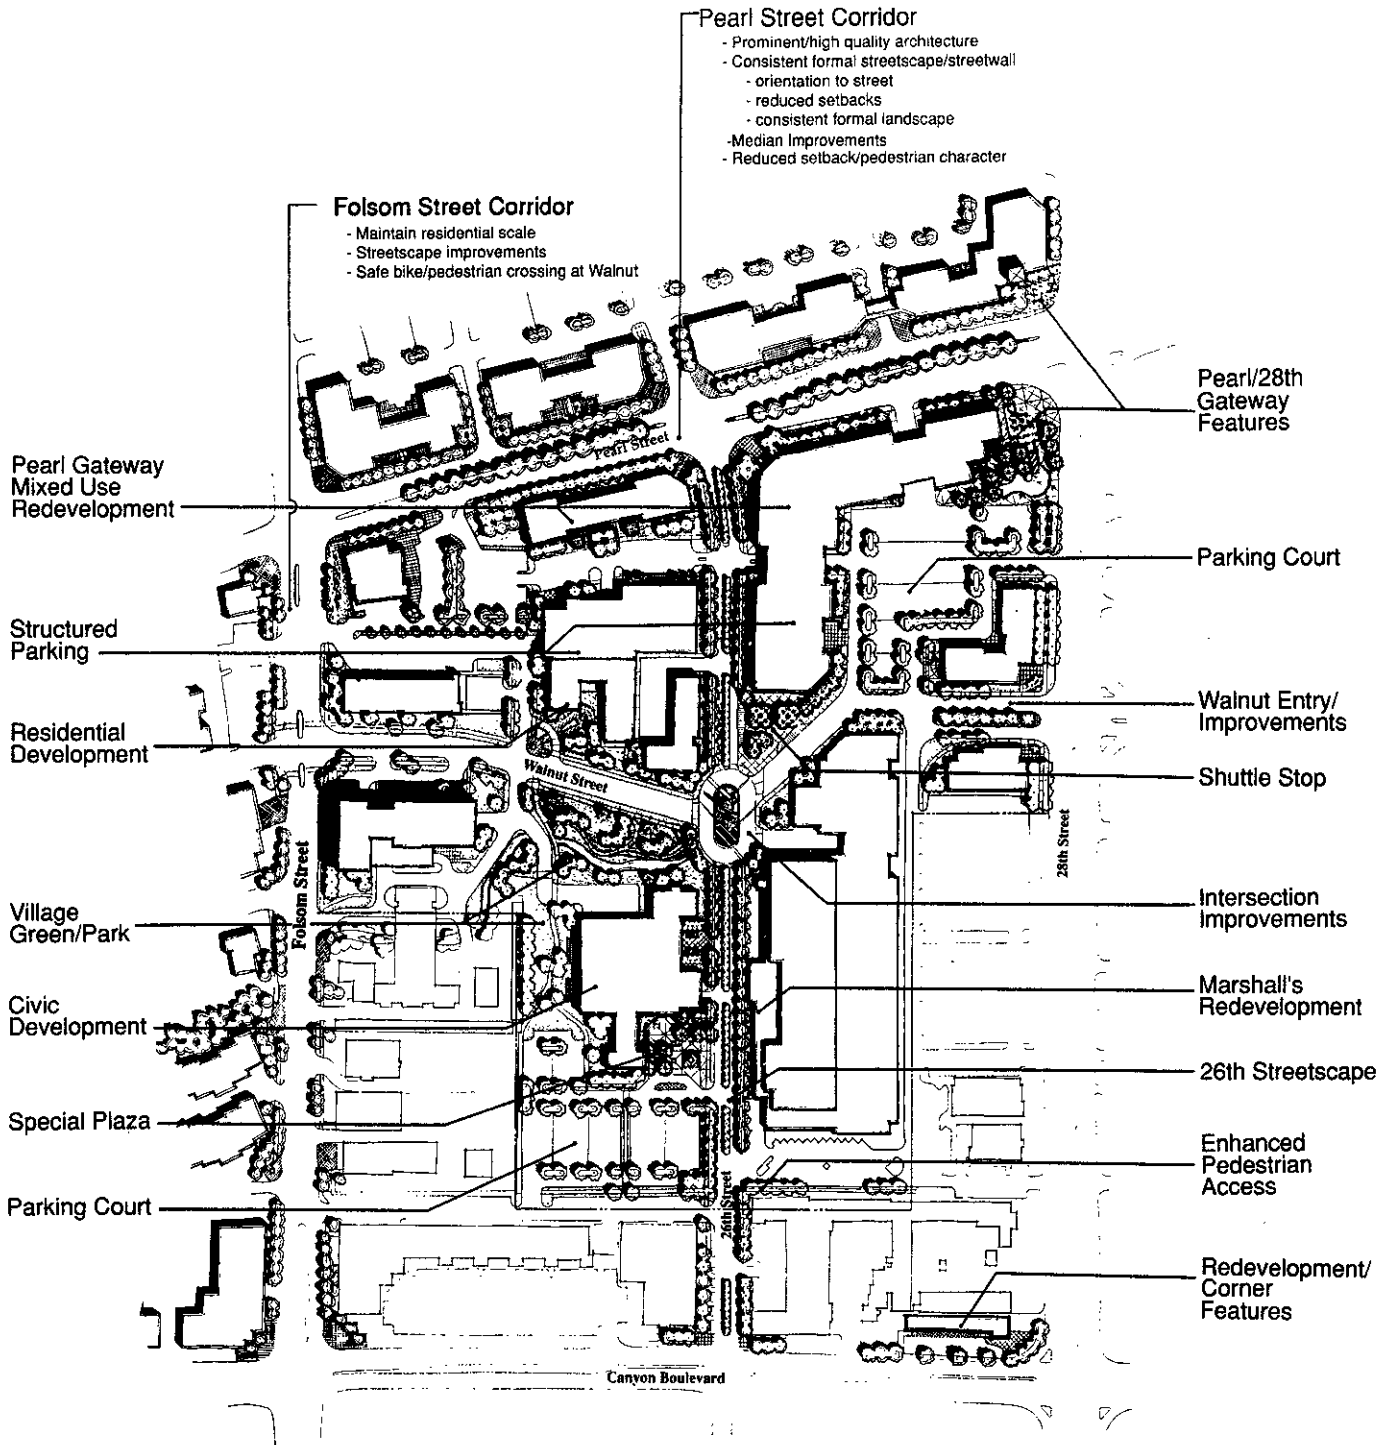 Pearl Street Corridor
- Prominent/high quality architecture
- Consistent formal streetscape/streetwall
- orientation to street
- reduced setbacks
- consistent formal landscape
-Median Improvements
- Reduced setback/pedestrian character
Folsom Street Corridor
- Maintain residential scale
- Streetscape improvements
- Safe bike/pedestrian crossing at Walnut
Pearl/28th
Gateway
Features
Pearl Street
Pearl Gateway
Mixed Use
Redevelopment
Parking Court
Structured
Parking
Walnut Entry/
Improvements
Residential
Development
Walnut Street
Shuttle Stop
28th Street
Folsom Street
Village
Green/Park
Intersection
Improvements
Civic
Development
Marshall's
Redevelopment
26th Streetscape
Special Plaza
Enhanced
Pedestrian
Access
Parking Court
26th Street
Redevelopment/
Corner
Features
Canyon Boulevard